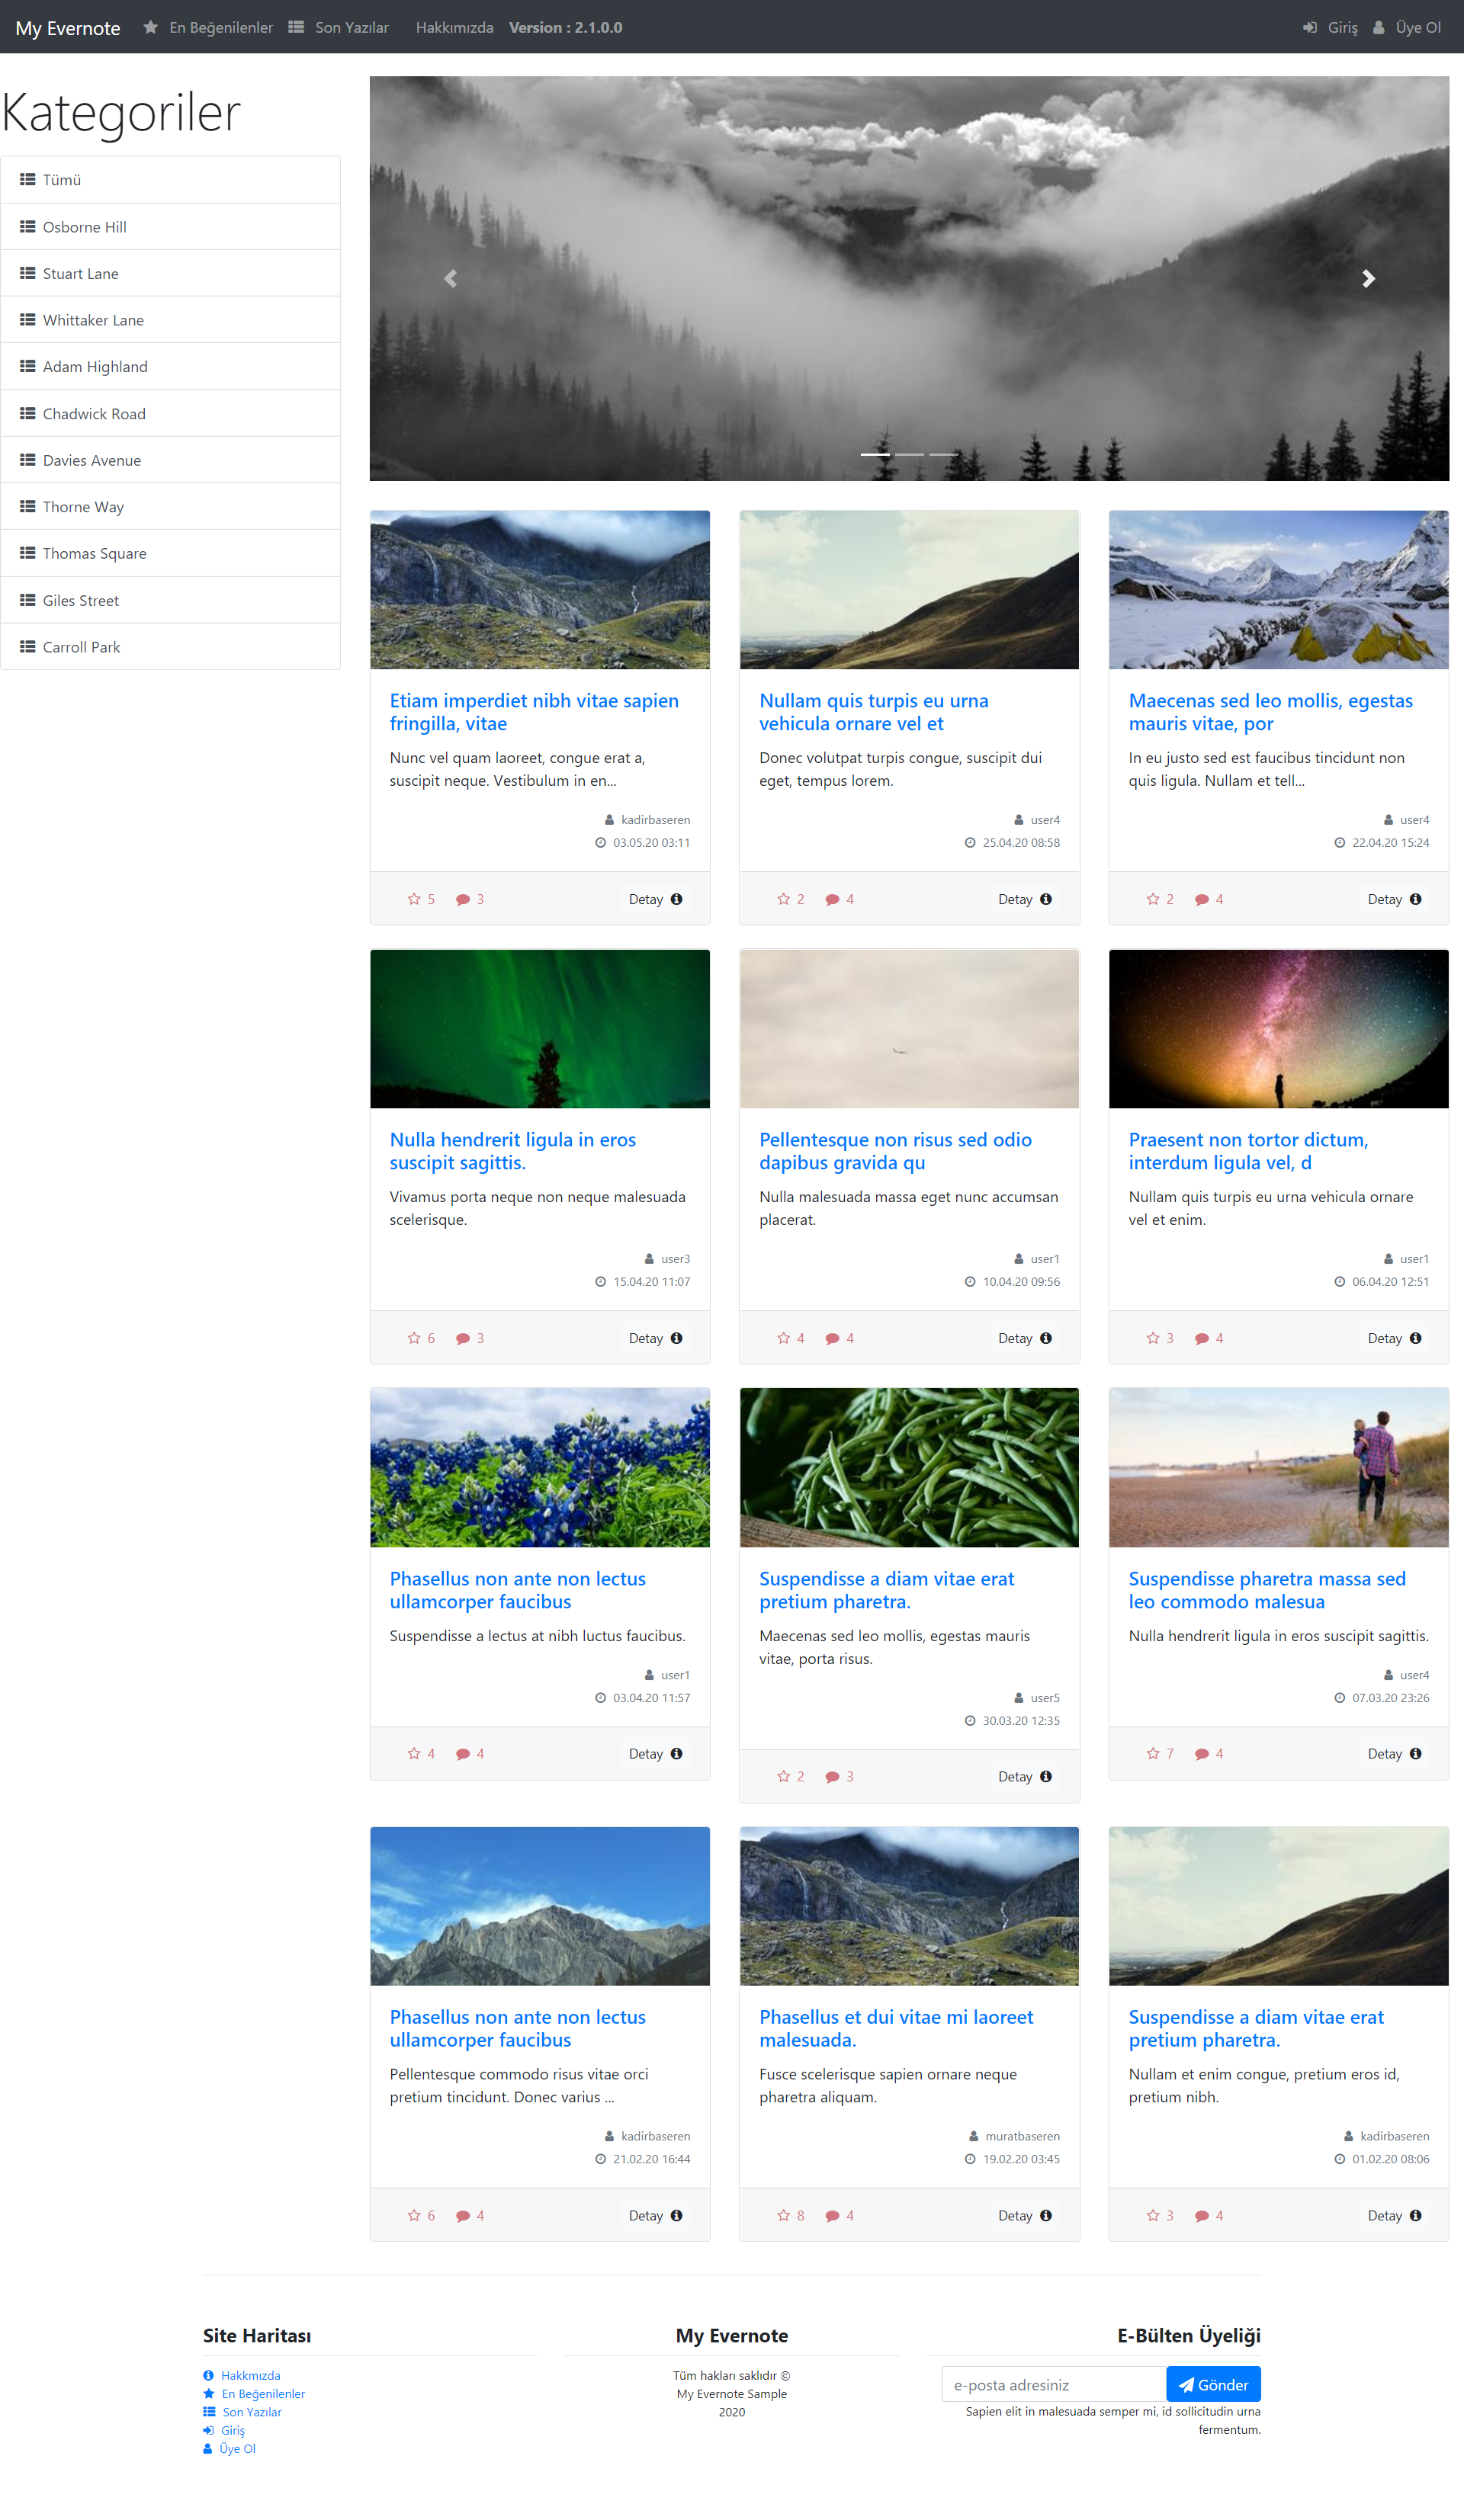 My Evernote En Beğenilenler Son Yazılar Hakkımızda Version : 2.1.0.0 Giriş Üye Ol
Kategoriler
Tümü
Osborne Hill
Stuart Lane
Whittaker Lane
Adam Highland
Chadwick Road
Davies Avenue
Thorne Way
Thomas Square
Giles Street
Carroll Park
Etiam imperdiet nibh vitae sapien
fringilla, vitae
Nunc vel quam laoreet, congue erat a,
suscipit neque. Vestibulum in en...
kadirbaseren
03.05.20 03:11
5 3 Detay
Nullam quis turpis eu urna
vehicula ornare vel et
Donec volutpat turpis congue, suscipit dui
eget, tempus lorem.
user4
25.04.20 08:58
2 4 Detay
Maecenas sed leo mollis, egestas
mauris vitae, por
In eu justo sed est faucibus tincidunt non
quis ligula. Nullam et tell...
user4
22.04.20 15:24
2 4 Detay
Nulla hendrerit ligula in eros
suscipit sagittis.
Vivamus porta neque non neque malesuada
scelerisque.
user3
15.04.20 11:07
6 3 Detay
Pellentesque non risus sed odio
dapibus gravida qu
Nulla malesuada massa eget nunc accumsan
placerat.
user1
10.04.20 09:56
4 4 Detay
Praesent non tortor dictum,
interdum ligula vel, d
Nullam quis turpis eu urna vehicula ornare
vel et enim.
user1
06.04.20 12:51
3 4 Detay
Phasellus non ante non lectus
ullamcorper faucibus
Suspendisse a lectus at nibh luctus faucibus.
user1
03.04.20 11:57
4 4 Detay
Suspendisse a diam vitae erat
pretium pharetra.
Maecenas sed leo mollis, egestas mauris
vitae, porta risus.
user5
30.03.20 12:35
2 3 Detay
Suspendisse pharetra massa sed
leo commodo malesua
Nulla hendrerit ligula in eros suscipit sagittis.
user4
07.03.20 23:26
7 4 Detay
Phasellus non ante non lectus
ullamcorper faucibus
Pellentesque commodo risus vitae orci
pretium tincidunt. Donec varius ...
kadirbaseren
21.02.20 16:44
6 4 Detay
Phasellus et dui vitae mi laoreet
malesuada.
Fusce scelerisque sapien ornare neque
pharetra aliquam.
muratbaseren
19.02.20 03:45
8 4 Detay
Suspendisse a diam vitae erat
pretium pharetra.
Nullam et enim congue, pretium eros id,
pretium nibh.
kadirbaseren
01.02.20 08:06
3 4 Detay
Site Haritası
Hakkmızda
En Beğenilenler
Son Yazılar
Giriş
Üye Ol
My Evernote
Tüm hakları saklıdır ©
My Evernote Sample
2020
E-Bülten Üyeliği
e-posta adresiniz Gönder
Sapien elit in malesuada semper mi, id sollicitudin urna
fermentum.